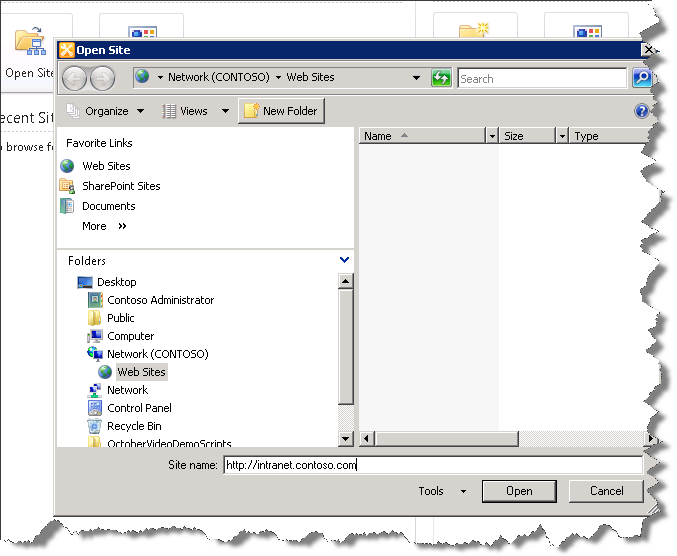 Open Site
Network (CONTOSO) Web Sites
Search
Open Site
Organize Views New Folder
ecent Sit
o browse fo
Favorite Links
Web Sites
SharePoint Sites
Documents
More »
Folders
Desktop
Contoso Administrator
Public
Computer
Network (CONTOSO)
Web Sites
Network
Control Panel
Recycle Bin
OctoberVideoDemoScripts
Name Size Type
Site name: http://intranet.contoso.com
Tools Open Cancel